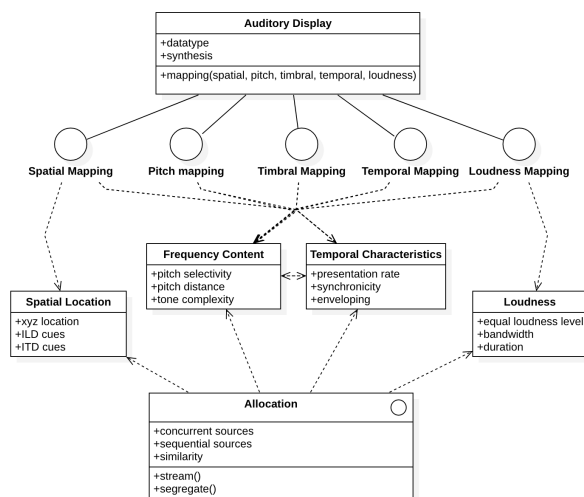 Auditory Display
+datatype
+synthesis
+mapping(spatial, pitch, timbral, temporal, loudness)
Spatial Mapping
Pitch mapping
Timbral Mapping
Temporal Mapping
Loudness Mapping
Frequency Content
+pitch selectivity
+pitch distance
+tone complexity
Temporal Characteristics
+presentation rate
+synchronicity
+enveloping
Spatial Location
+xyz location
+ILD cues
+ITD cues
Loudness
+equal loudness level
+bandwidth
+duration
Allocation
+concurrent sources
+sequential sources
+similarity
+stream()
+segregate()